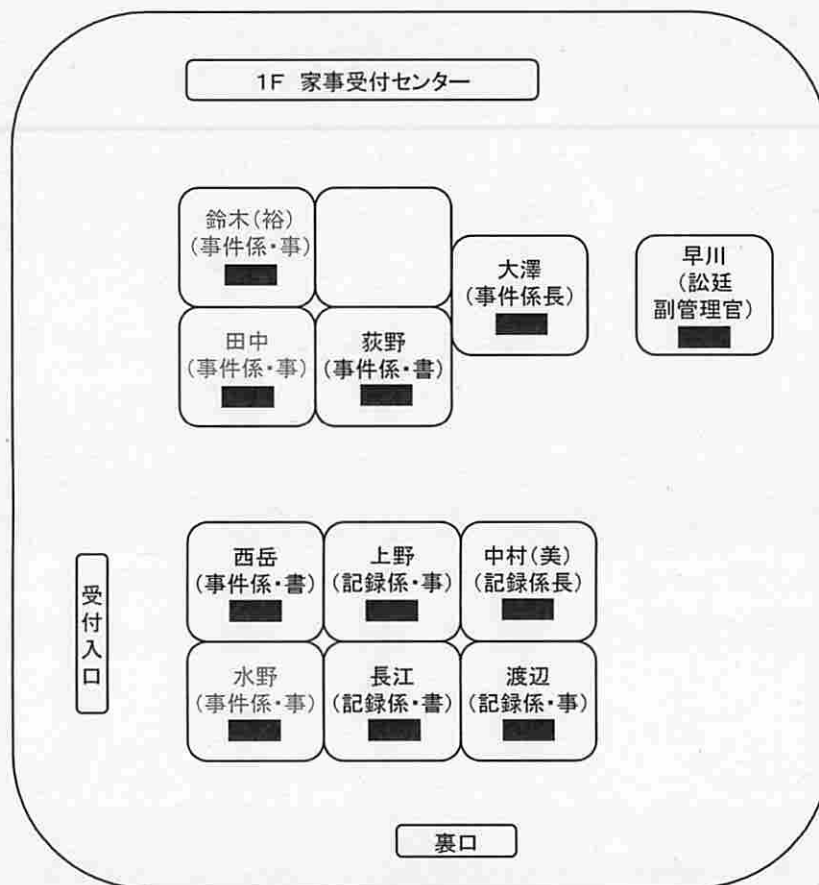 1F 家事受付センター
鈴木(裕)
(事件係・事)
大澤
(事件係長)
早川
(訟廷
副管理官)
田中
(事件係・事)
荻野
(事件係・書)
西岳
(事件係・書)
上野
(記録係・事)
中村(美)
(記録係長)
受付入口
水野
(事件係・事)
長江
(記録係・書)
渡辺
(記録係・事)
裏口